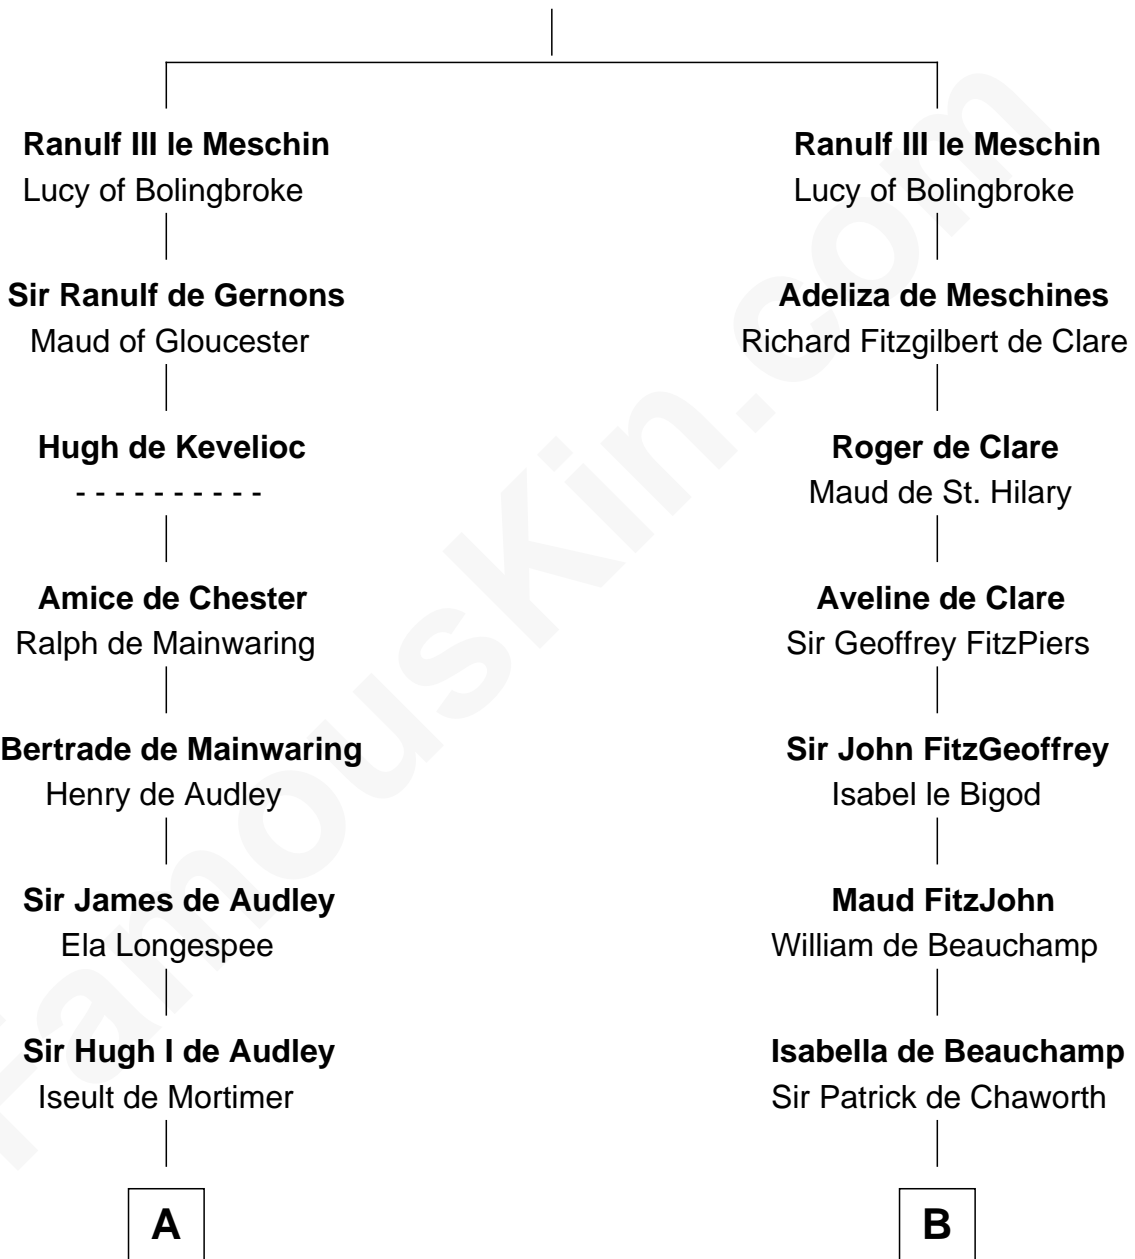 Ranulf III le Meschin
Lucy of Bolingbroke
Sir Ranulf de Gernons
Maud of Gloucester
Hugh de Kevelioc
- - - - - - - - - -
Amice de Chester
Ralph de Mainwaring
Bertrade de Mainwaring
Henry de Audley
Sir James de Audley
Ela Longespee
Sir Hugh I de Audley
Iseult de Mortimer
A
Ranulf III le Meschin
Lucy of Bolingbroke
Adeliza de Meschines
Richard Fitzgilbert de Clare
Roger de Clare
Maud de St. Hilary
Aveline de Clare
Sir Geoffrey FitzPiers
Sir John FitzGeoffrey
Isabel le Bigod
Maud FitzJohn
William de Beauchamp
Isabella de Beauchamp
Sir Patrick de Chaworth
B
FamousKin.com